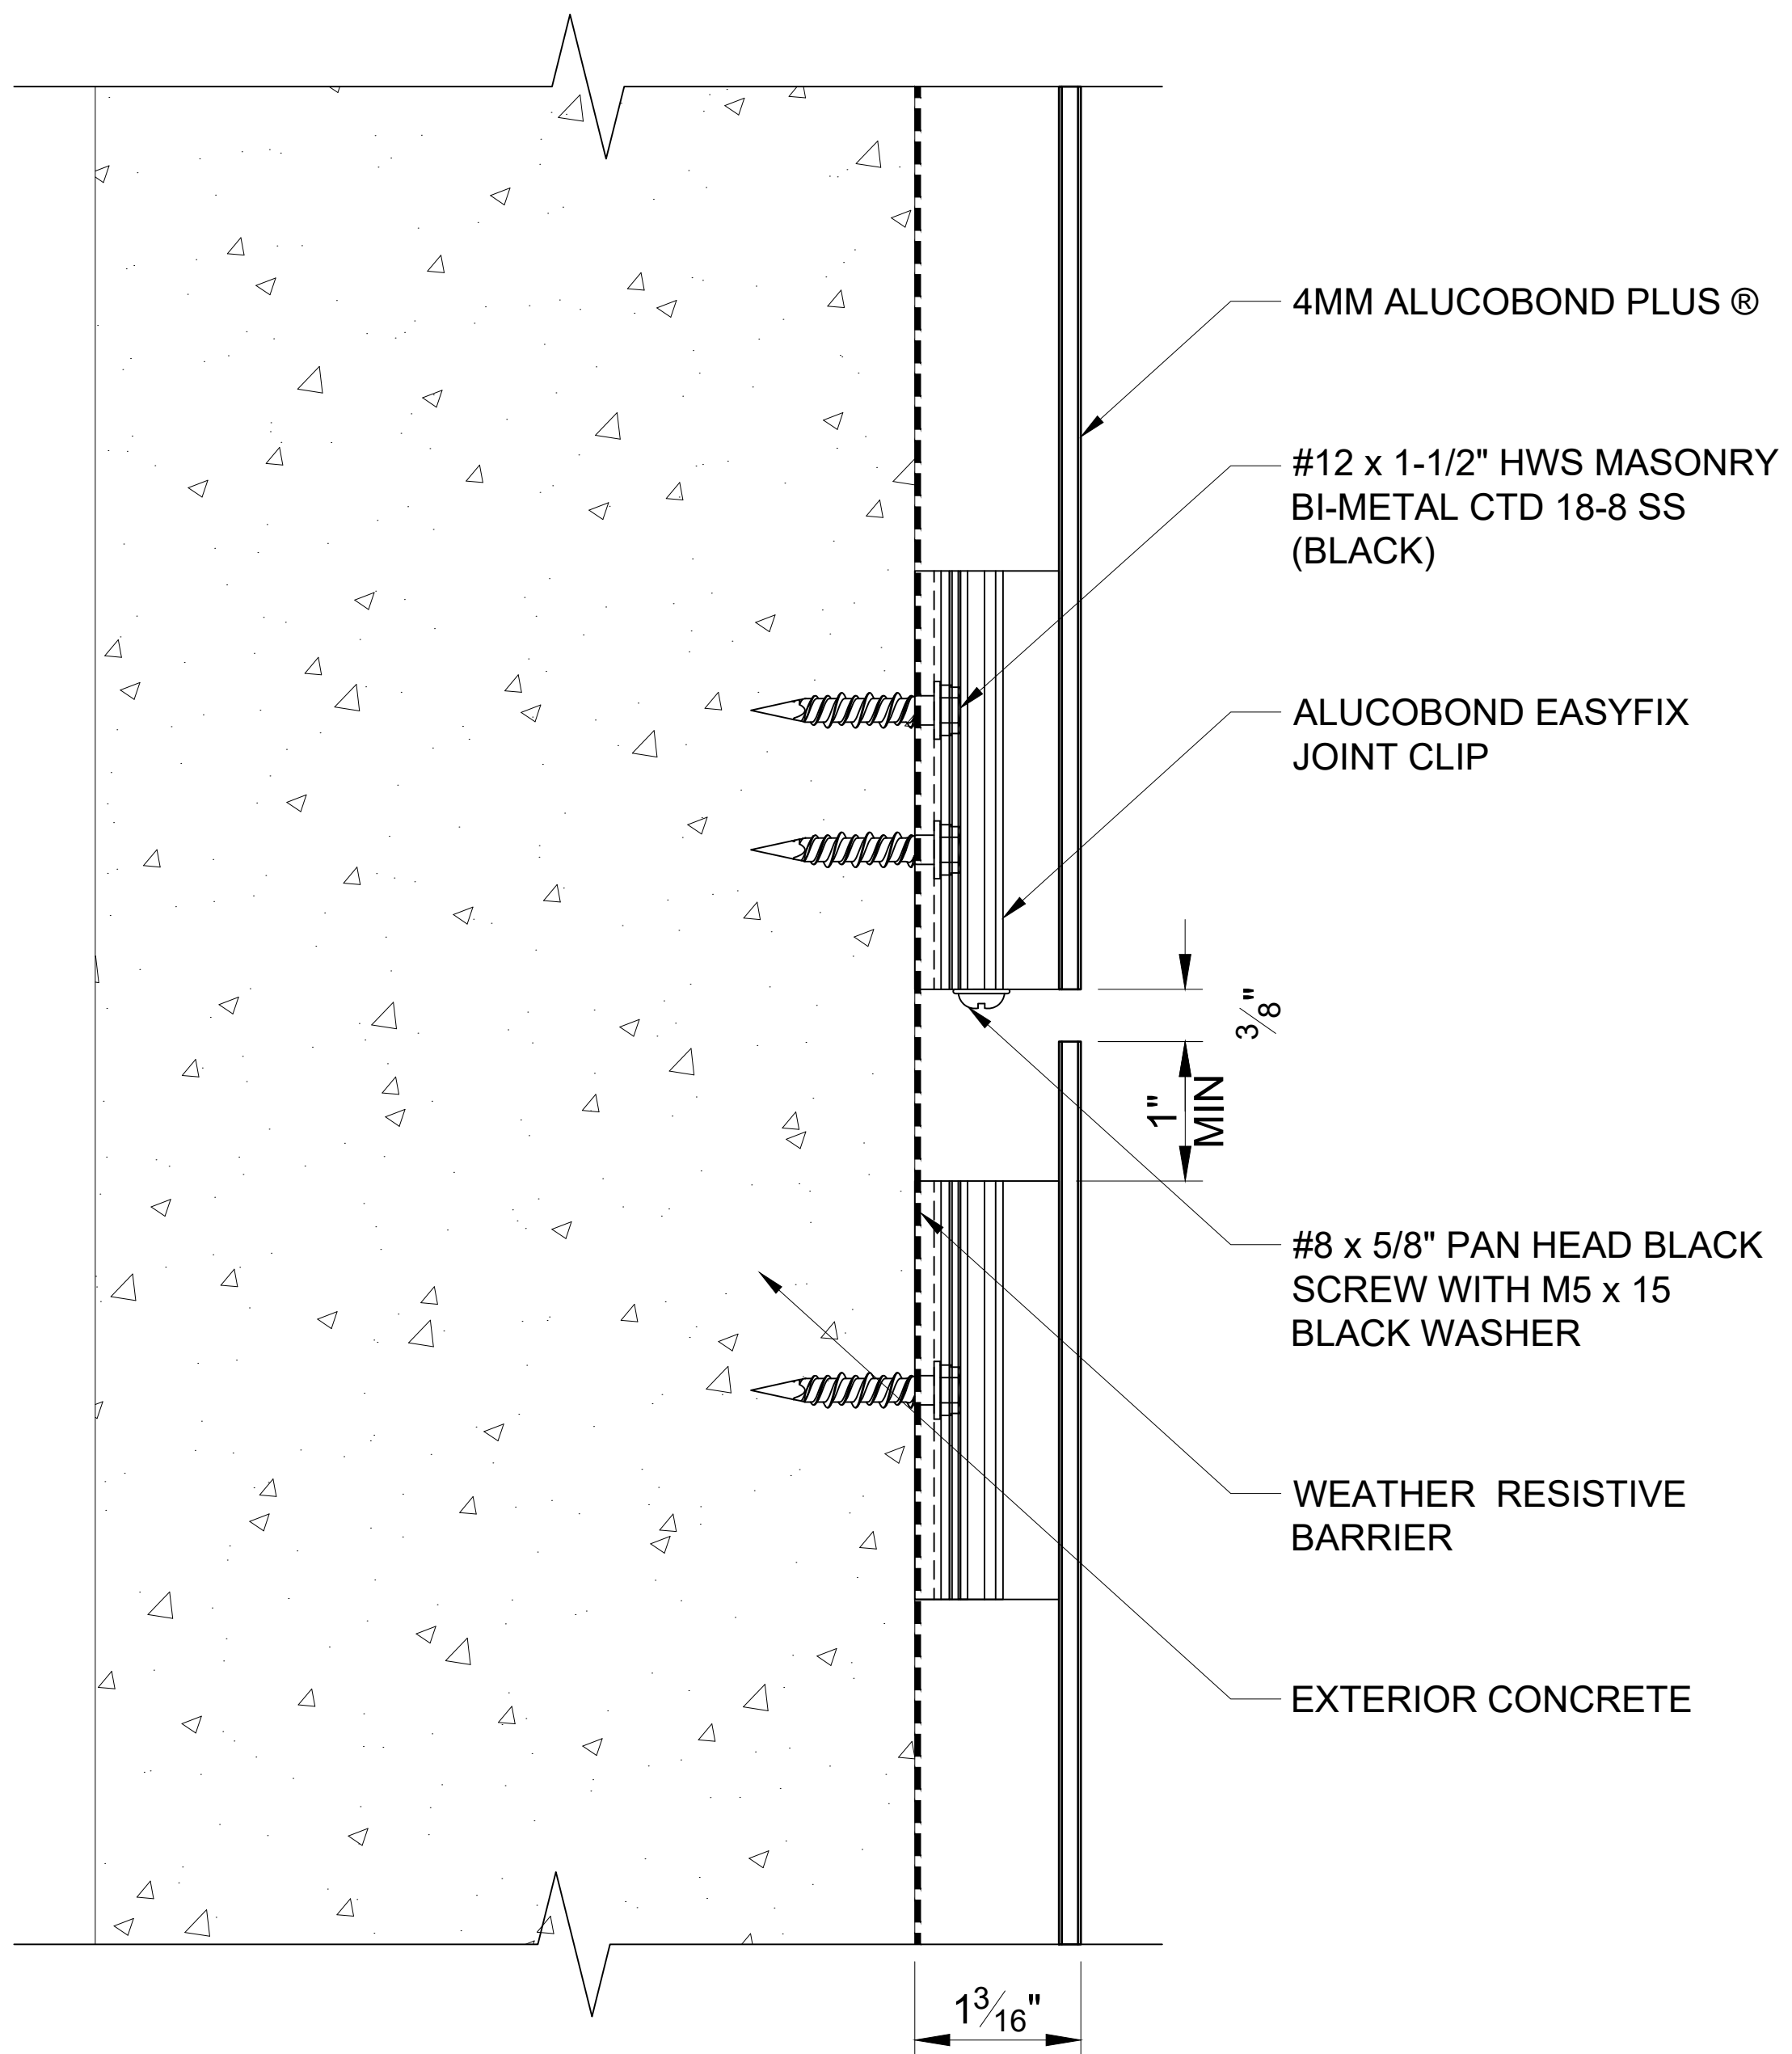 4MM ALUCOBOND PLUS ®
#12 x 1-1/2" HWS MASONRY
BI-METAL CTD 18-8 SS
(BLACK)
ALUCOBOND EASYFIX
JOINT CLIP
3/8"
1"
MIN
#8 x 5/8" PAN HEAD BLACK
SCREW WITH M5 x 15
BLACK WASHER
WEATHER  RESISTIVE
BARRIER
EXTERIOR CONCRETE
1 3/16"